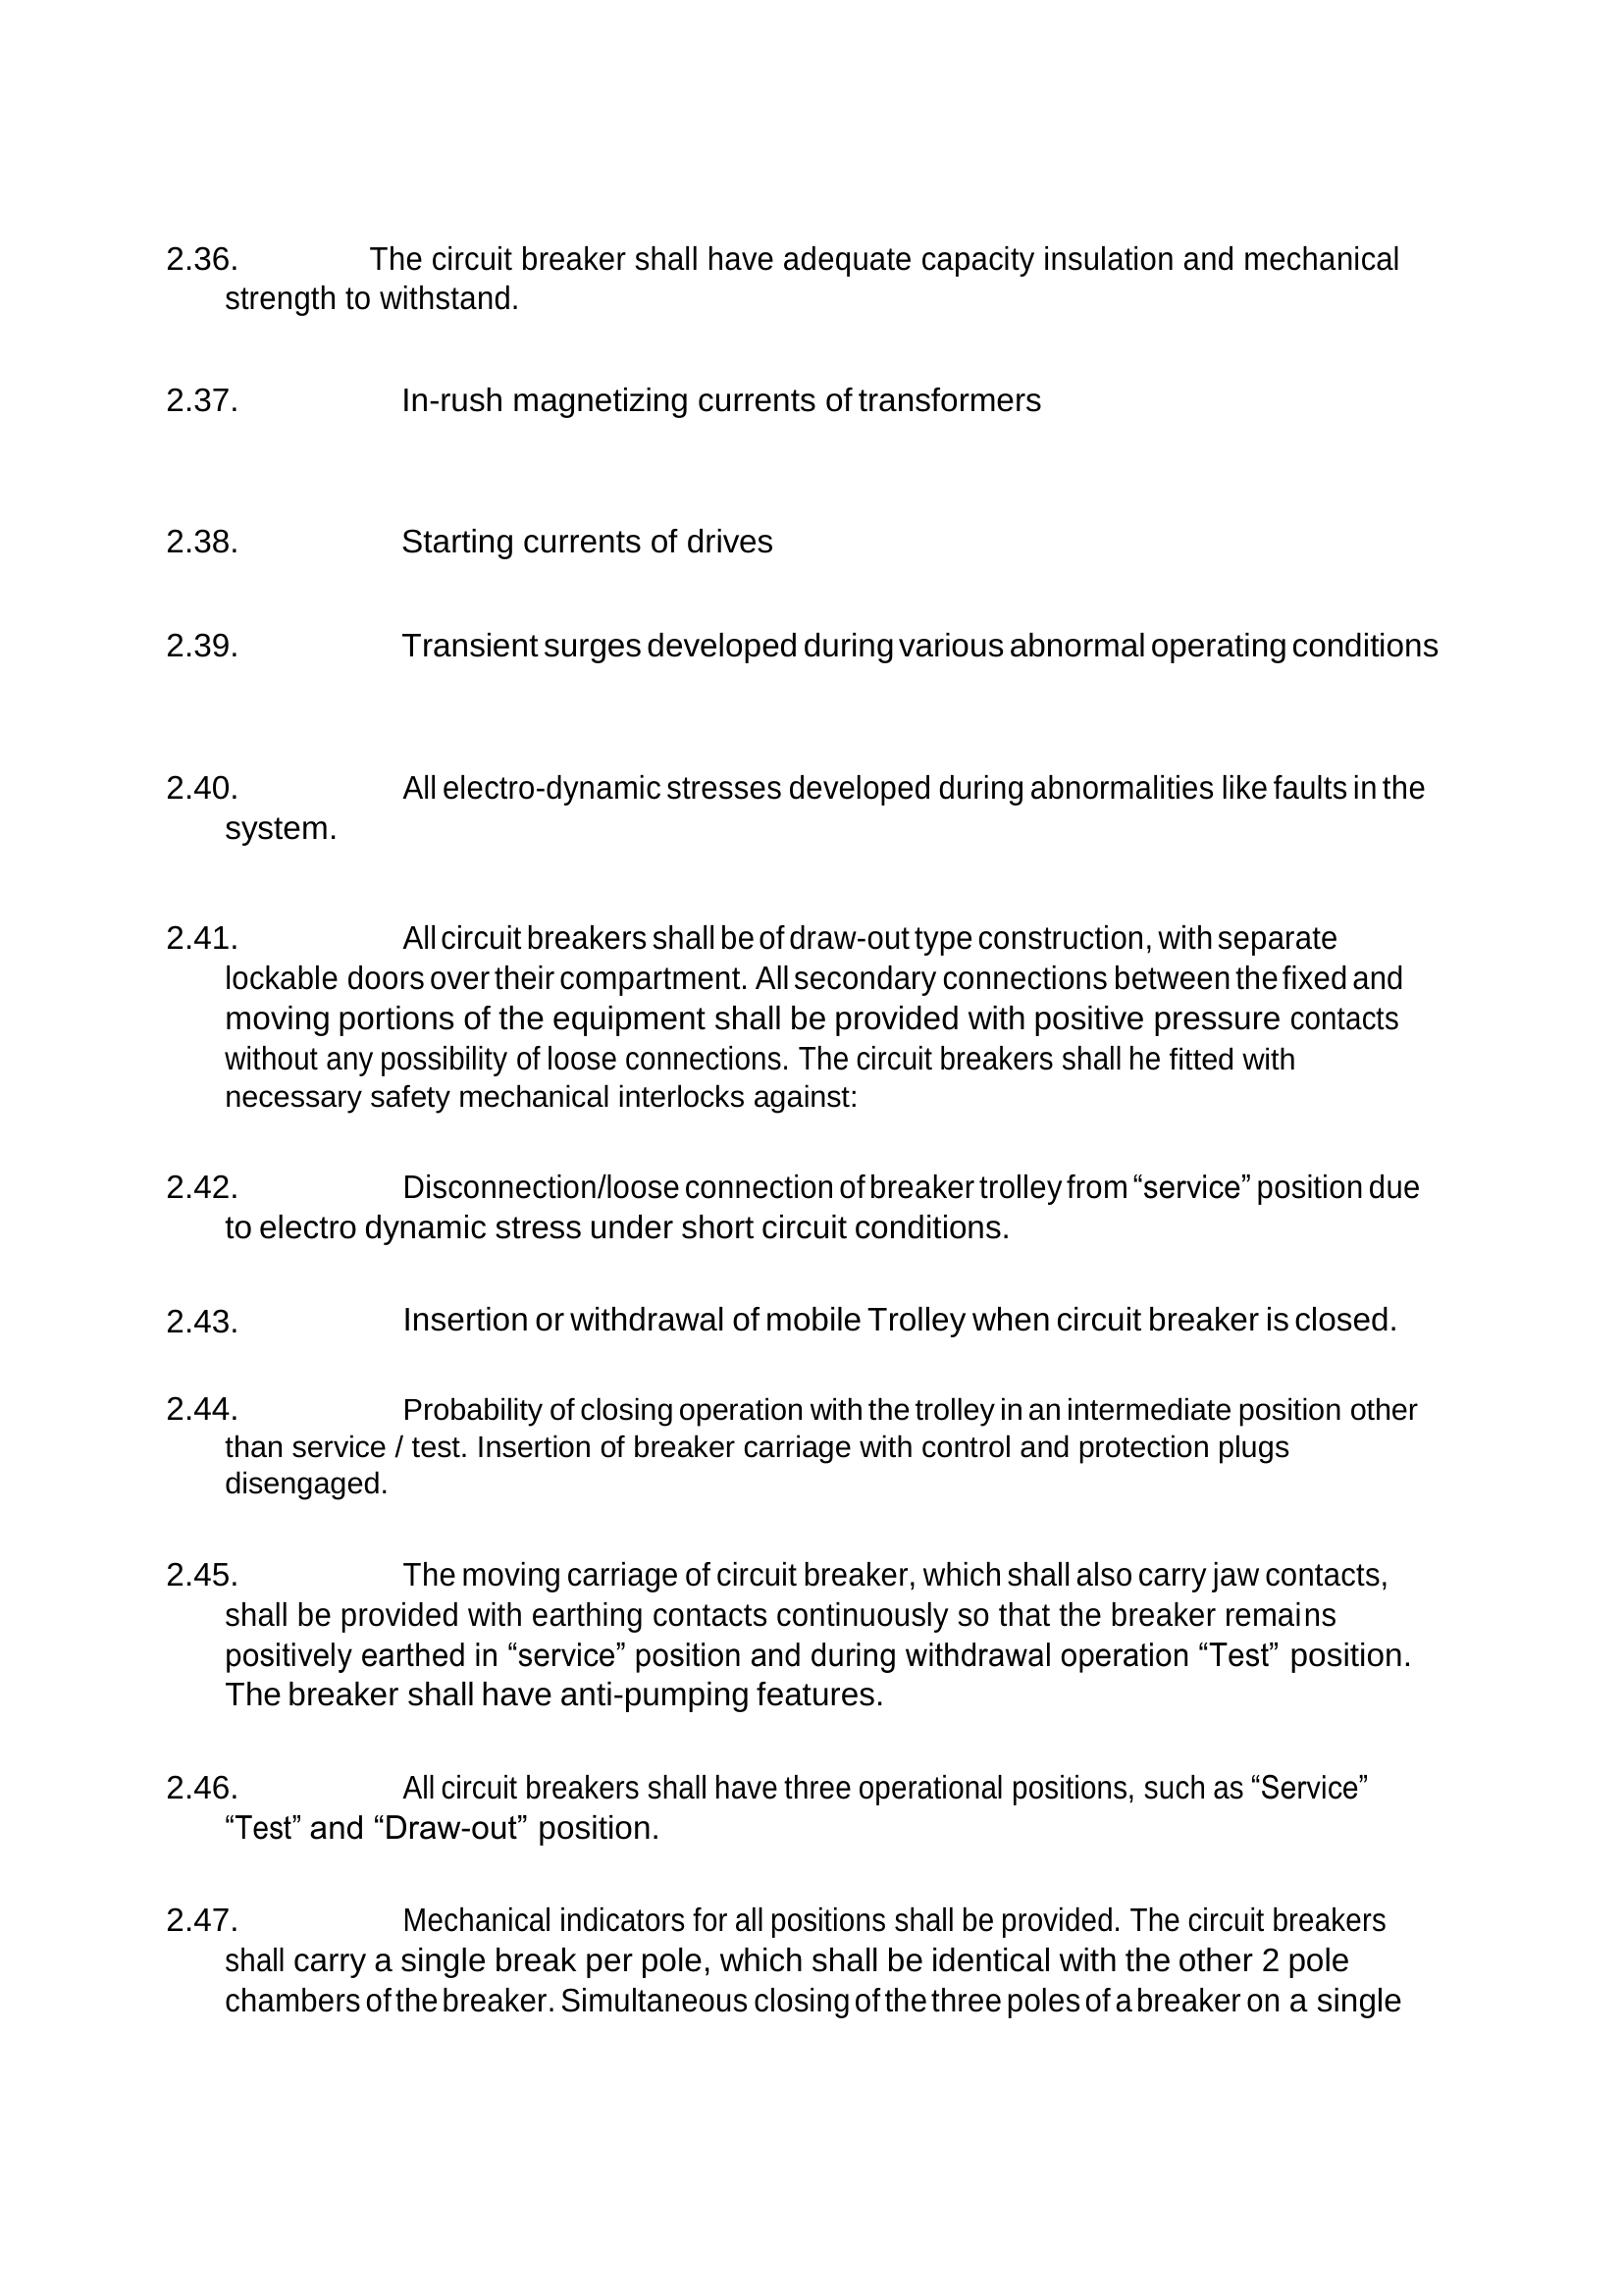 2.36. The circuit breaker shall have adequate capacity insulation and mechanical
strength to withstand.
2.37. In-rush magnetizing currents of transformers
2.38. Starting currents of drives
2.39. Transient surges developed during various abnormal operating conditions
2.40. All electro-dynamic stresses developed during abnormalities like faults in the
system.
2.41. All circuit breakers shall be of draw-out type construction, with separate
lockable doors over their compartment. All secondary connections between the fixed and
moving portions of the equipment shall be provided with positive pressure contacts
without any possibility of loose connections. The circuit breakers shall he fitted with
necessary safety mechanical interlocks against:
2.42. Disconnection/loose connection of breaker trolley from “service” position due
to electro dynamic stress under short circuit conditions.
2.43. Insertion or withdrawal of mobile Trolley when circuit breaker is closed.
2.44. Probability of closing operation with the trolley in an intermediate position other
than service / test. Insertion of breaker carriage with control and protection plugs
disengaged.
2.45. The moving carriage of circuit breaker, which shall also carry jaw contacts,
shall be provided with earthing contacts continuously so that the breaker remains
positively earthed in “service” position and during withdrawal operation “Test” position.
The breaker shall have anti-pumping features.
2.46. All circuit breakers shall have three operational positions, such as “Service”
“Test” and “Draw-out” position.
2.47. Mechanical indicators for all positions shall be provided. The circuit breakers
shall carry a single break per pole, which shall be identical with the other 2 pole
chambers of the breaker. Simultaneous closing of the three poles of a breaker on a single